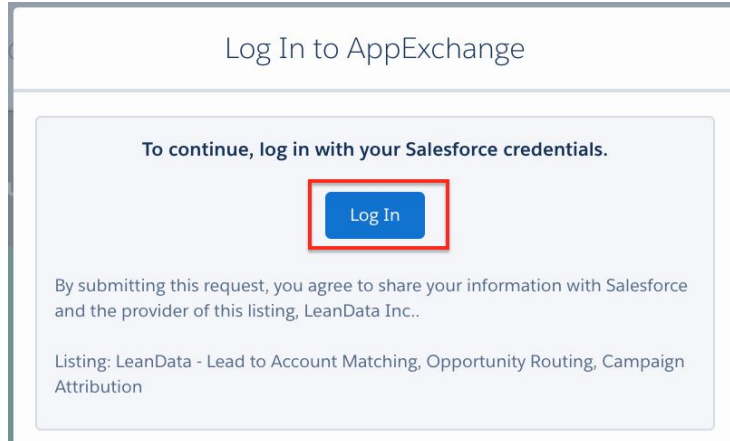 Log In to AppExchange
To continue, log in with your Salesforce credentials.
Log In
By submitting this request, you agree to share your information with Salesforce
and the provider of this listing, LeanData Inc..
Listing: LeanData - Lead to Account Matching, Opportunity Routing, Campaign
Attribution